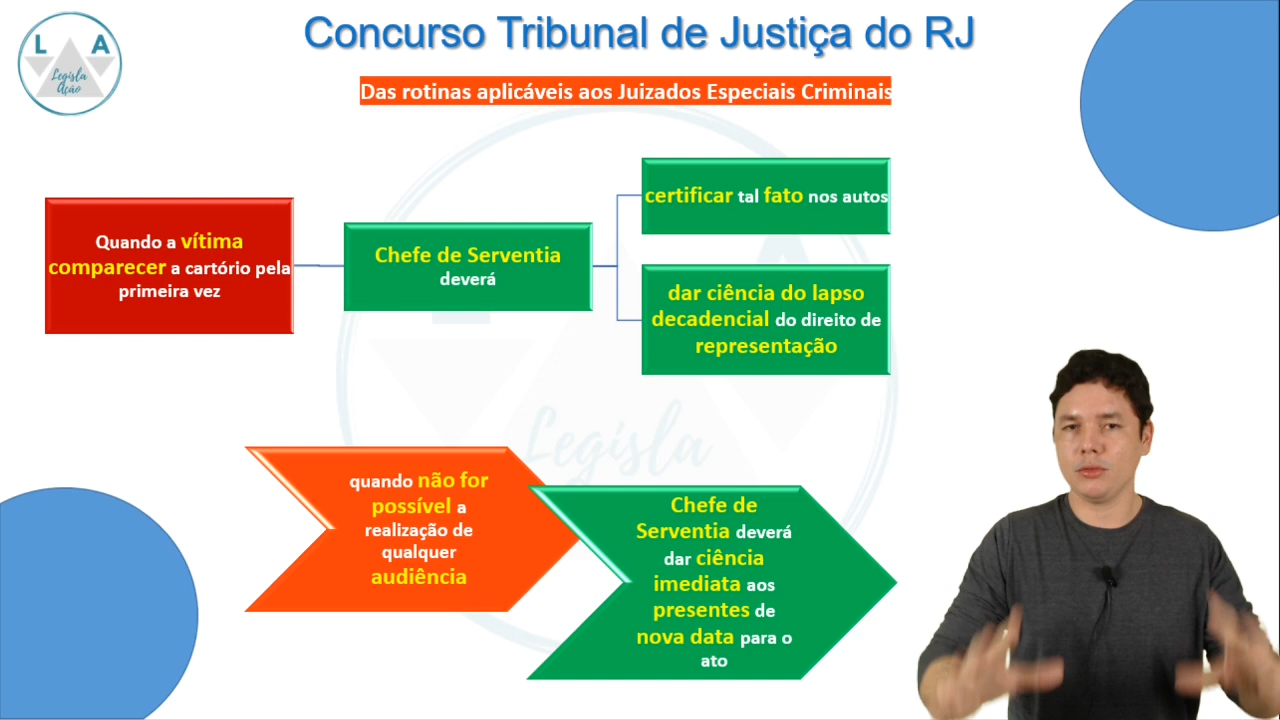 Concurso Tribunal de Justiça do RJ
L A
Legisla
Ação
Das rotinas aplicáveis aos Juizados Especiais Criminais
Quando a vítima
comparecer a cartório pela
primeira vez
Chefe de Serventia
deverá
certificar tal fato nos autos
dar ciência do lapso
decadencial do direito de
representação
Legisla
quando não for
possível a
realização de
qualquer
audiência
Chefe de
Serventia deverá
dar ciência
imediata aos
presentes de
nova data para o
ato